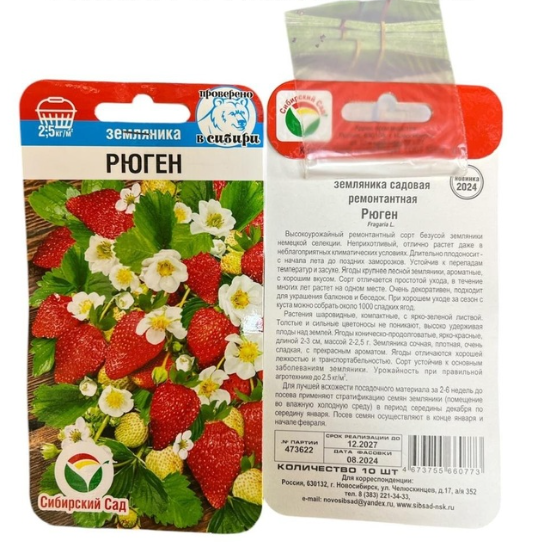 проверено
в сибири
2,5кг/м²
земляника
РЮГЕН
Сибирский Сад
Сибирский Сад
новинка
2024
земляника садовая
ремонтантная
Рюген
Fragaria L.
Высокоурожайный ремонтантный сорт безусой земляники
немецкой селекции. Неприхотливый, отлично растет даже в
неблагоприятных климатических условиях. Длительно плодоносит-
с начала лета до поздних заморозков. Устойчив к перепадам
температур и засухе. Ягоды крупнее лесной земляники, ароматные,
с хорошим вкусом. Сорт отличается простотой ухода, в течение
многих лет растет на одном месте. Очень декоративен, подходит
для украшения балконов и беседок. При хорошем уходе за сезон с
куста можно собрать около 1000 сладких ягод.
Растения шаровидные, компактные, с ярко-зеленой листвой.
Толстые и сильные цветоносы не поникают, высоко удерживая
плоды над землей. Ягоды коническо-продолговатые, ярко-красные,
длиной 2-3 см, массой 2-2,5 г. Земляника сочная, плотная, очень
сладкая, с прекрасным ароматом. Ягоды отличаются хорошей
лежкостью и транспортабельностью. Сорт устойчив к основным
заболеваниям земляники. Урожайность при правильной
агротехнике до 2,5 кг/м².
Для лучшей всхожести посадочного материала за 2-6 недель до
посева применяют стратификацию семян земляники (помещение
во влажную холодную среду) в период середины декабря по
середину января. Посев семян осуществляют в конце января и
начале февраля.
№ ПАРТИИ
473622
СРОК РЕАЛИЗАЦИИ ДО
12.2027
ДАТА ФАСОВКИ
08.2024
КОЛИЧЕСТВО 10 ШТ
4 673755 660773
Для корреспонденции:
Россия, 630132, г. Новосибирск, ул. Челюскинцев, д.17, а/я 352
тел. 8 (383) 221-34-33,
e-mail: novosibsad@yandex.ru, www.sibsad-nsk.ru